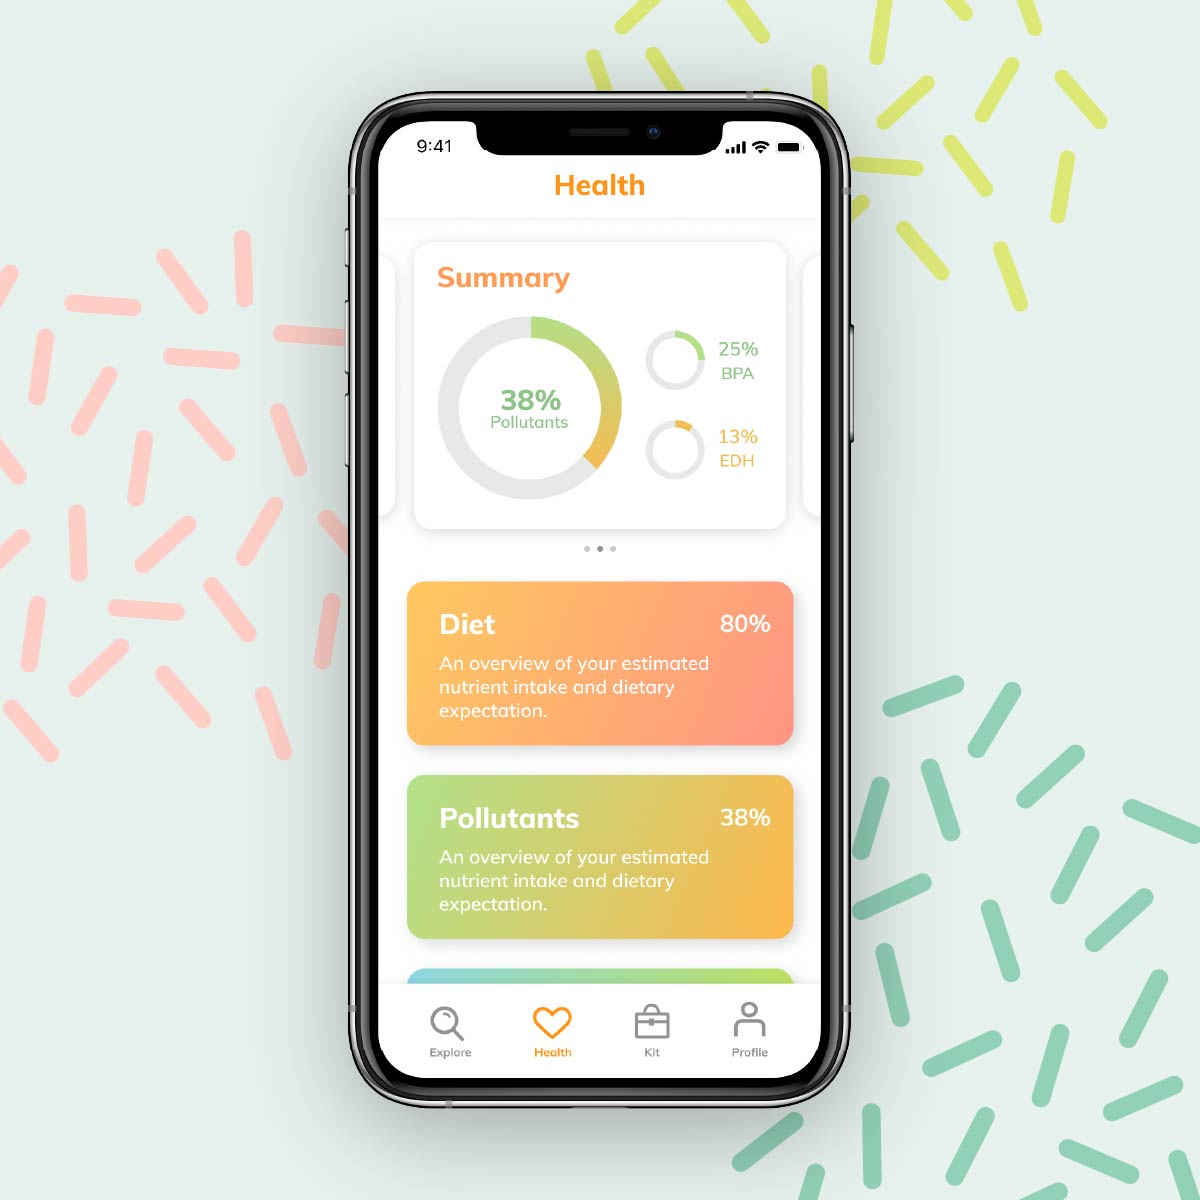 9:41
Health
Summary
38%
Pollutants
25%
BPA
13%
EDH
Diet
80%
An overview of your estimated
nutrient intake and dietary
expectation.
Pollutants
38%
An overview of your estimated
nutrient intake and dietary
expectation.
Explore
Health
Kit
Profile